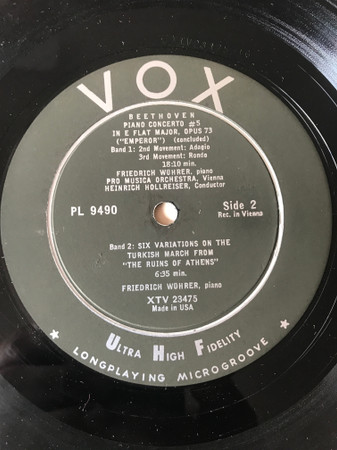 VOX
BEETHOVEN
PIANO CONCERTO #5
IN E FLAT MAJOR, OPUS 73
("EMPEROR") (concluded)
Band 1: 2nd Movement: Adagio
3rd Movement: Rondo
18:10 min.
FRIEDRICH WÜHRER, piano
PRO MUSICA ORCHESTRA, Vienna
HEINRICH HOLLREISER, Conductor
PL 9490
Side 2
Rec. in Vienna
Band 2: SIX VARIATIONS ON THE
TURKISH MARCH FROM
"THE RUINS OF ATHENS"
6:35 min.
FRIEDRICH WÜHRER, piano
XTV 23475
Made in USA
ULTRA HIGH FIDELITY
★ LONGPLAYING MICROGROOVE ★